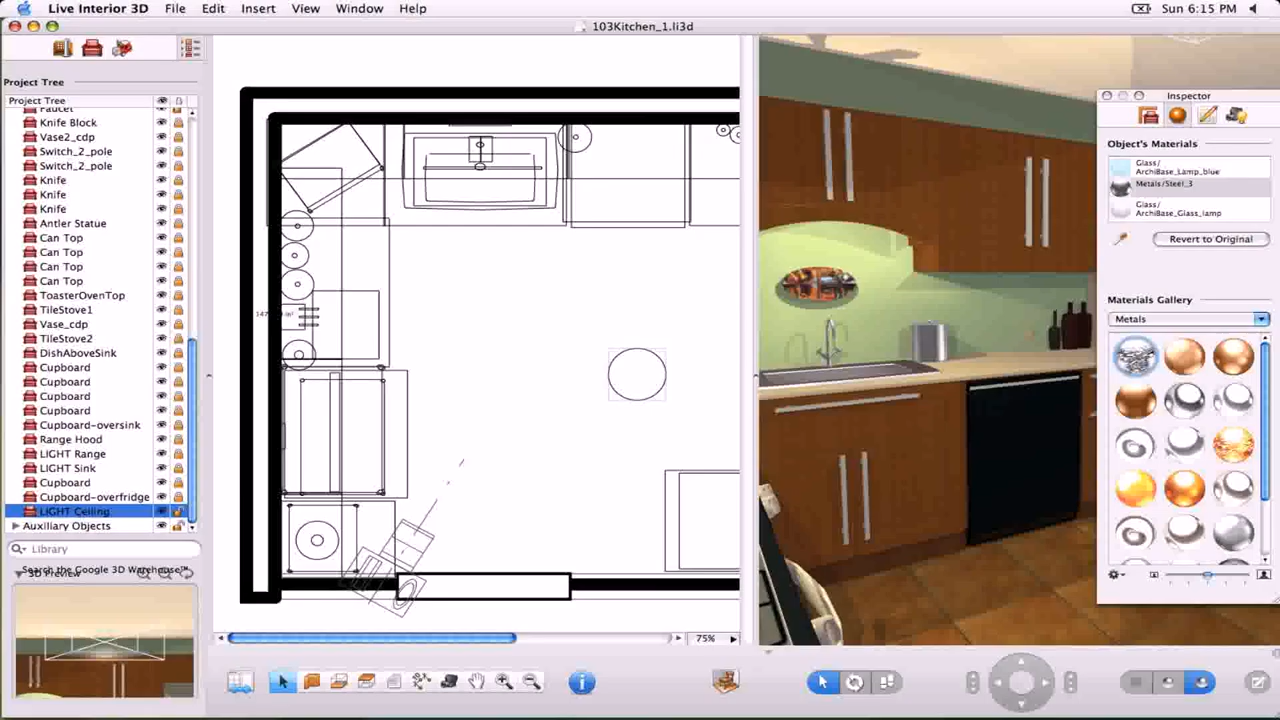 Live Interior 3D File Edit Insert View Window Help
Sun 6:15 PM
103Kitchen_1.li3d
Project Tree
Project Tree
Faucet
Knife Block
Vase2_cdp
Switch_2_pole
Switch_2_pole
Knife
Knife
Knife
Antler Statue
Can Top
Can Top
Can Top
Can Top
ToasterOvenTop
TileStove1
Vase_cdp
TileStove2
DishAboveSink
Cupboard
Cupboard
Cupboard
Cupboard
Cupboard-oversink
Range Hood
LIGHT Range
LIGHT Sink
Cupboard
Cupboard-overfridge
LIGHT Ceiling
Auxiliary Objects
Library
Search the Google 3D Warehouse
3D Preview
75%
Inspector
Object's Materials
Glass/
ArchiBase_Lamp_blue
Metals/Steel_3
Glass/
ArchiBase_Glass_lamp
Revert to Original
Materials Gallery
Metals